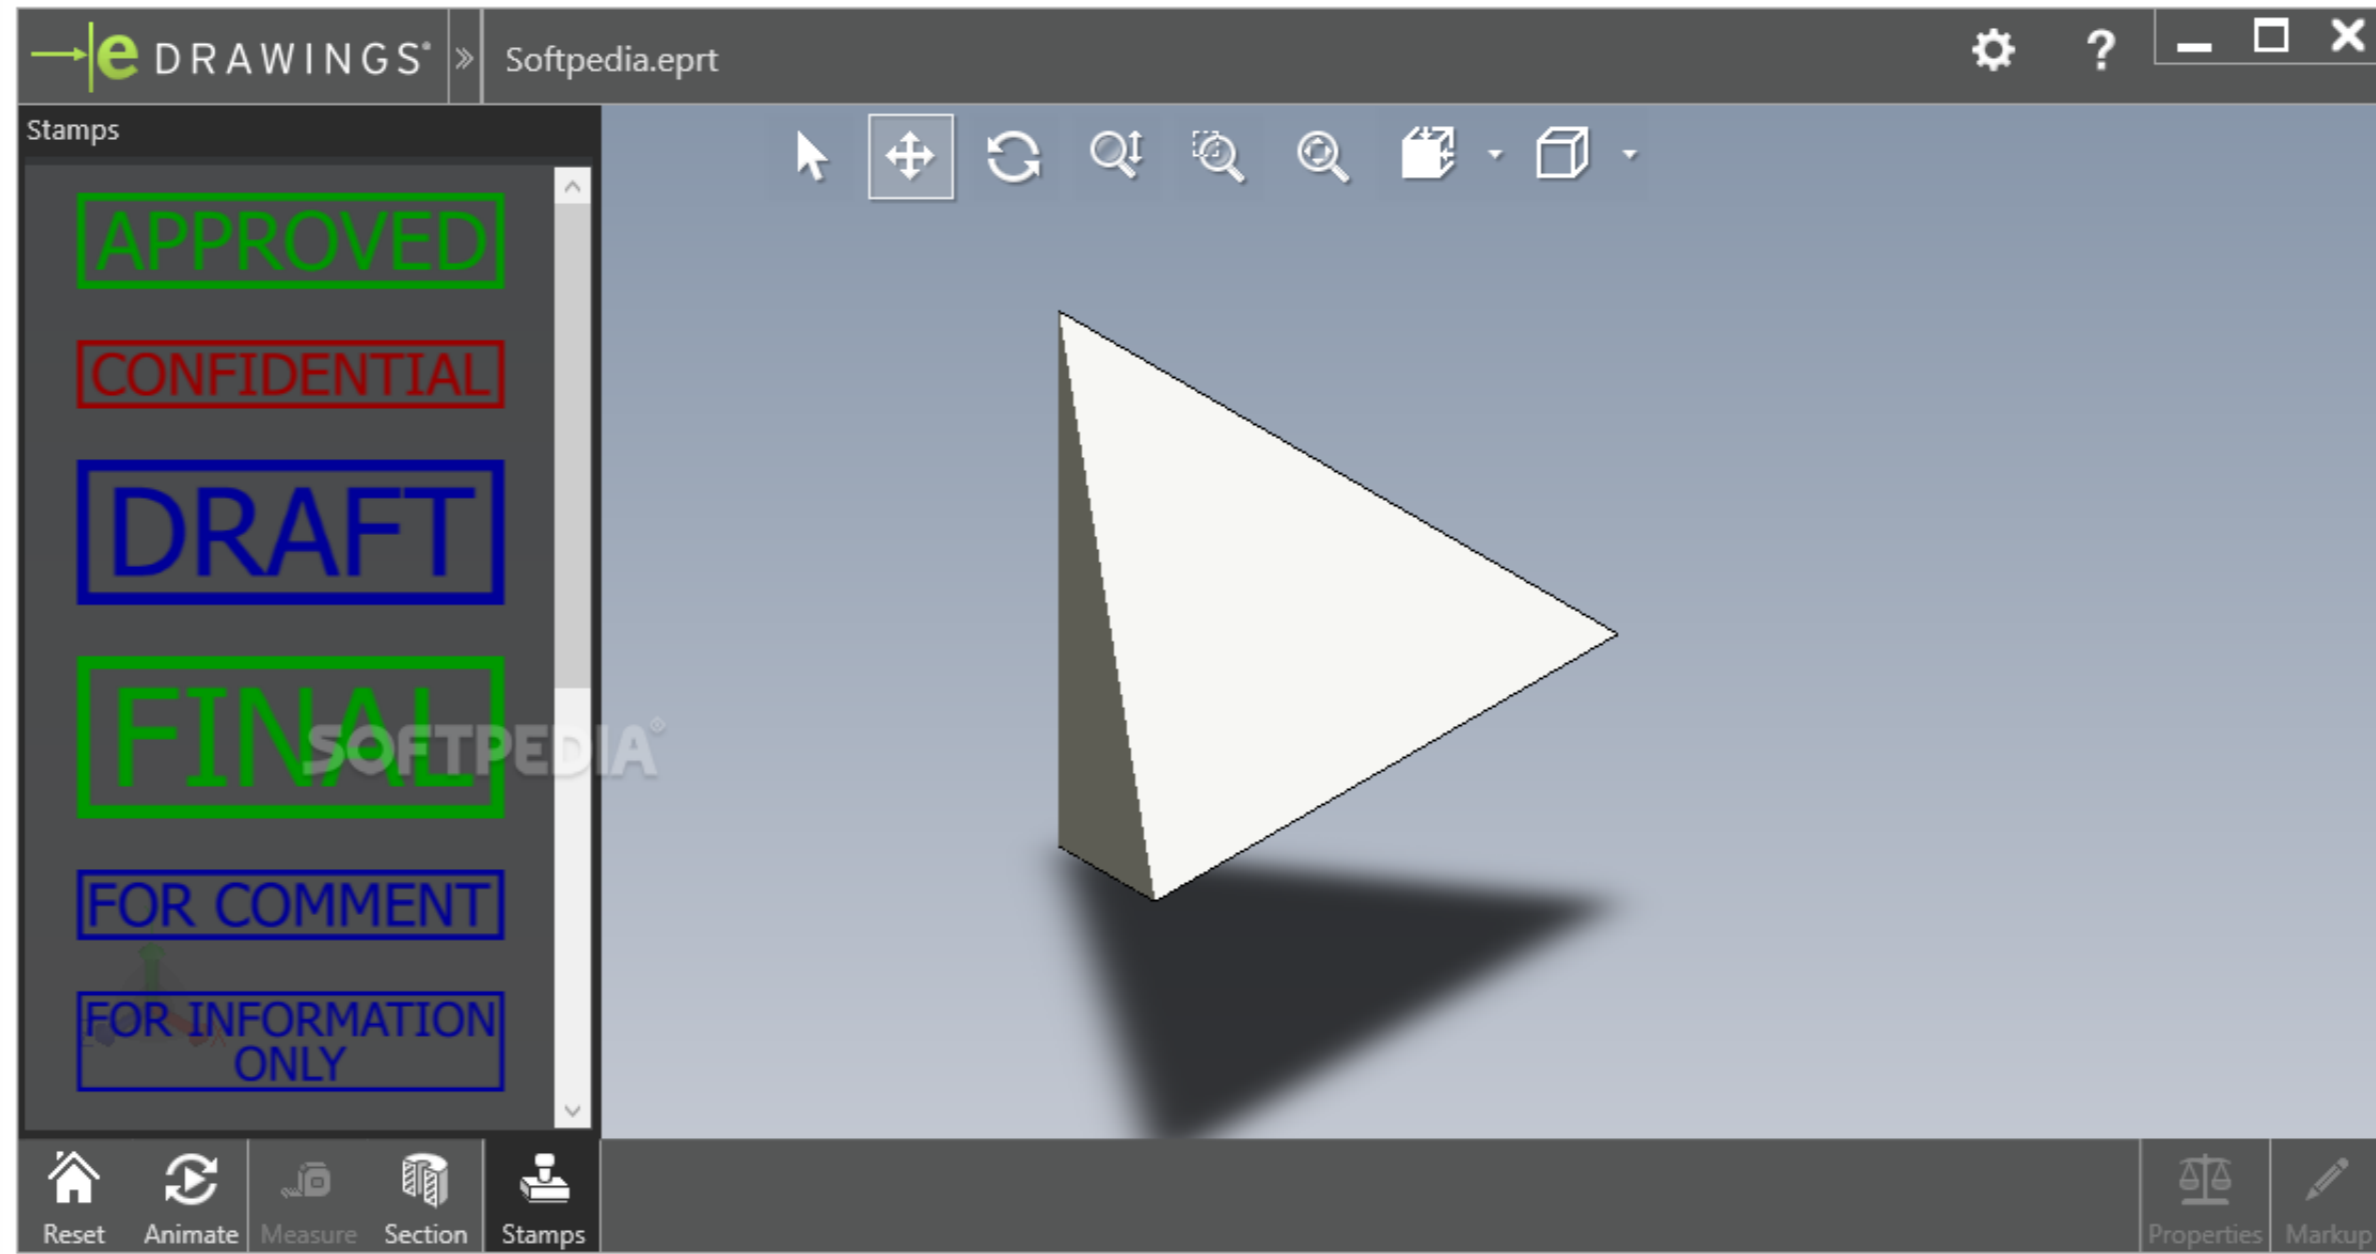 e DRAWINGS® » Softpedia.eprt ?
Stamps
APPROVED
CONFIDENTIAL
DRAFT
FINAL
SOFTPEDIA®
FOR COMMENT
FOR INFORMATION
ONLY
Reset Animate Measure Section Stamps Properties Markup